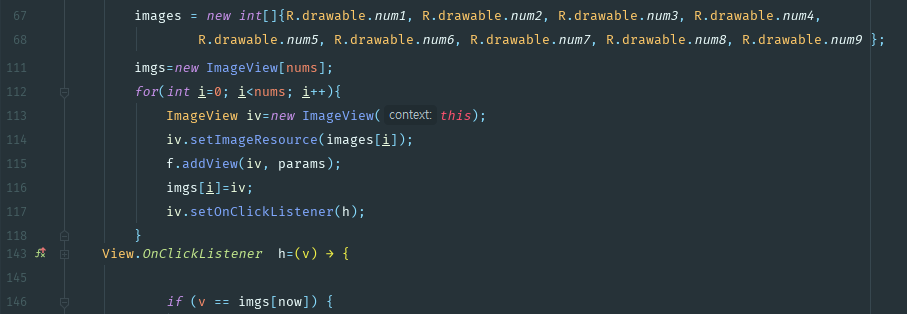 67 images = new int[]{R.drawable.num1, R.drawable.num2, R.drawable.num3, R.drawable.num4,
68 R.drawable.num5, R.drawable.num6, R.drawable.num7, R.drawable.num8, R.drawable.num9 };
111 imgs=new ImageView[nums];
112 for(int i=0; i<nums; i++){
113 ImageView iv=new ImageView( context: this);
114 iv.setImageResource(images[i]);
115 f.addView(iv, params);
116 imgs[i]=iv;
117 iv.setOnClickListener(h);
118 }
143 View.OnClickListener h=(v) → {
145
146 if (v == imgs[now]) {